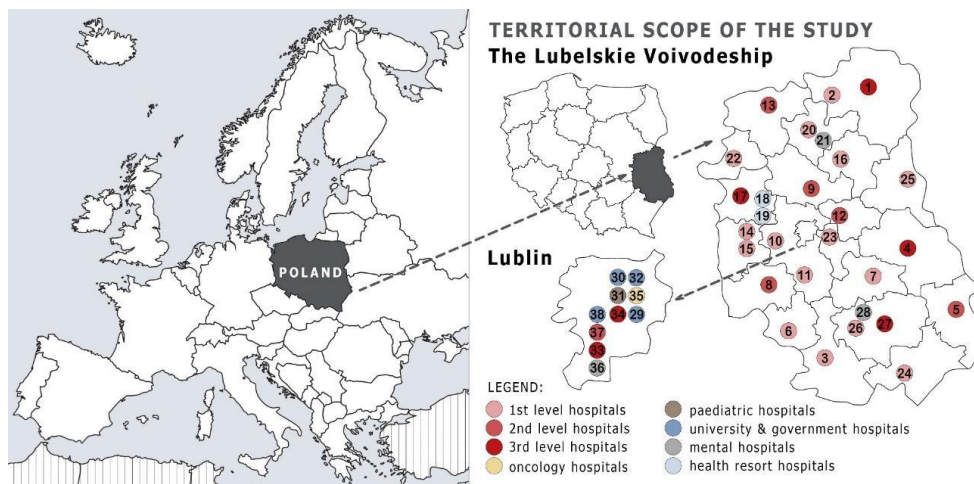 POLAND
TERRITORIAL SCOPE OF THE STUDY
The Lubelskie Voivodeship
1
2
13
20
21
16
22
25
9
17
18
19
12
14
15
10
23
4
11
7
8
5
28
26
27
6
3
24
Lublin
30 32
31 35
38 34 29
37
33
36
LEGEND:
1st level hospitals
2nd level hospitals
3rd level hospitals
oncology hospitals
paediatric hospitals
university & government hospitals
mental hospitals
health resort hospitals